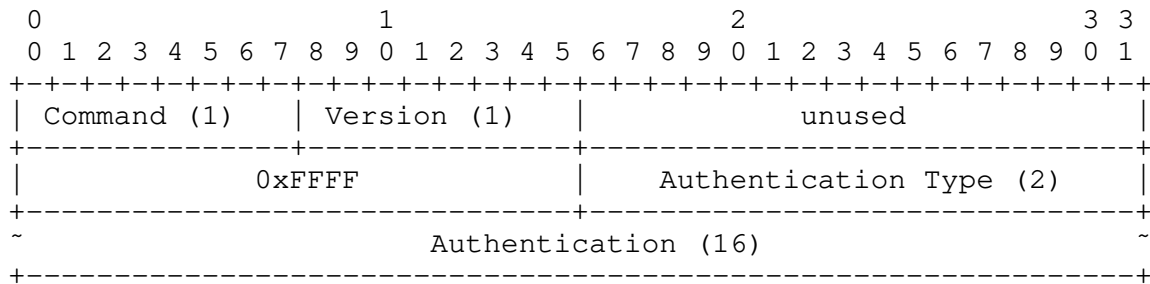 0                   1                   2                   3 3
 0 1 2 3 4 5 6 7 8 9 0 1 2 3 4 5 6 7 8 9 0 1 2 3 4 5 6 7 8 9 0 1
+-+-+-+-+-+-+-+-+-+-+-+-+-+-+-+-+-+-+-+-+-+-+-+-+-+-+-+-+-+-+-+-+
| Command (1)   | Version (1)   |            unused             |
+---------------+---------------+-------------------------------+
|             0xFFFF            |    Authentication Type (2)    |
+-------------------------------+-------------------------------+
~                       Authentication (16)                     ~
+---------------------------------------------------------------+